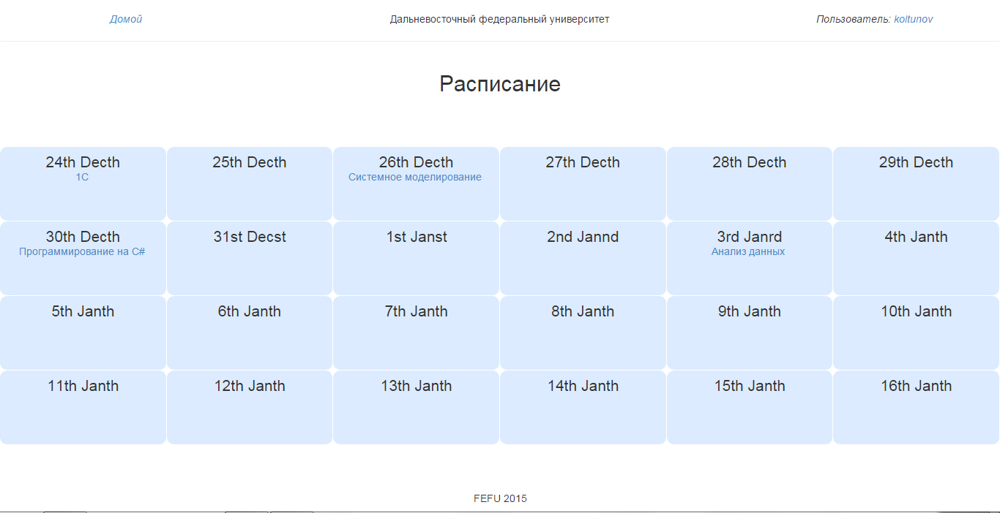 Домой
Дальневосточный федеральный университет
Пользователь: koltunov
Расписание
24th Decth
1С
25th Decth
26th Decth
Системное моделирование
27th Decth
28th Decth
29th Decth
30th Decth
Программирование на C#
31st Decst
1st Janst
2nd Jannd
3rd Janrd
Анализ данных
4th Janth
5th Janth
6th Janth
7th Janth
8th Janth
9th Janth
10th Janth
11th Janth
12th Janth
13th Janth
14th Janth
15th Janth
16th Janth
FEFU 2015